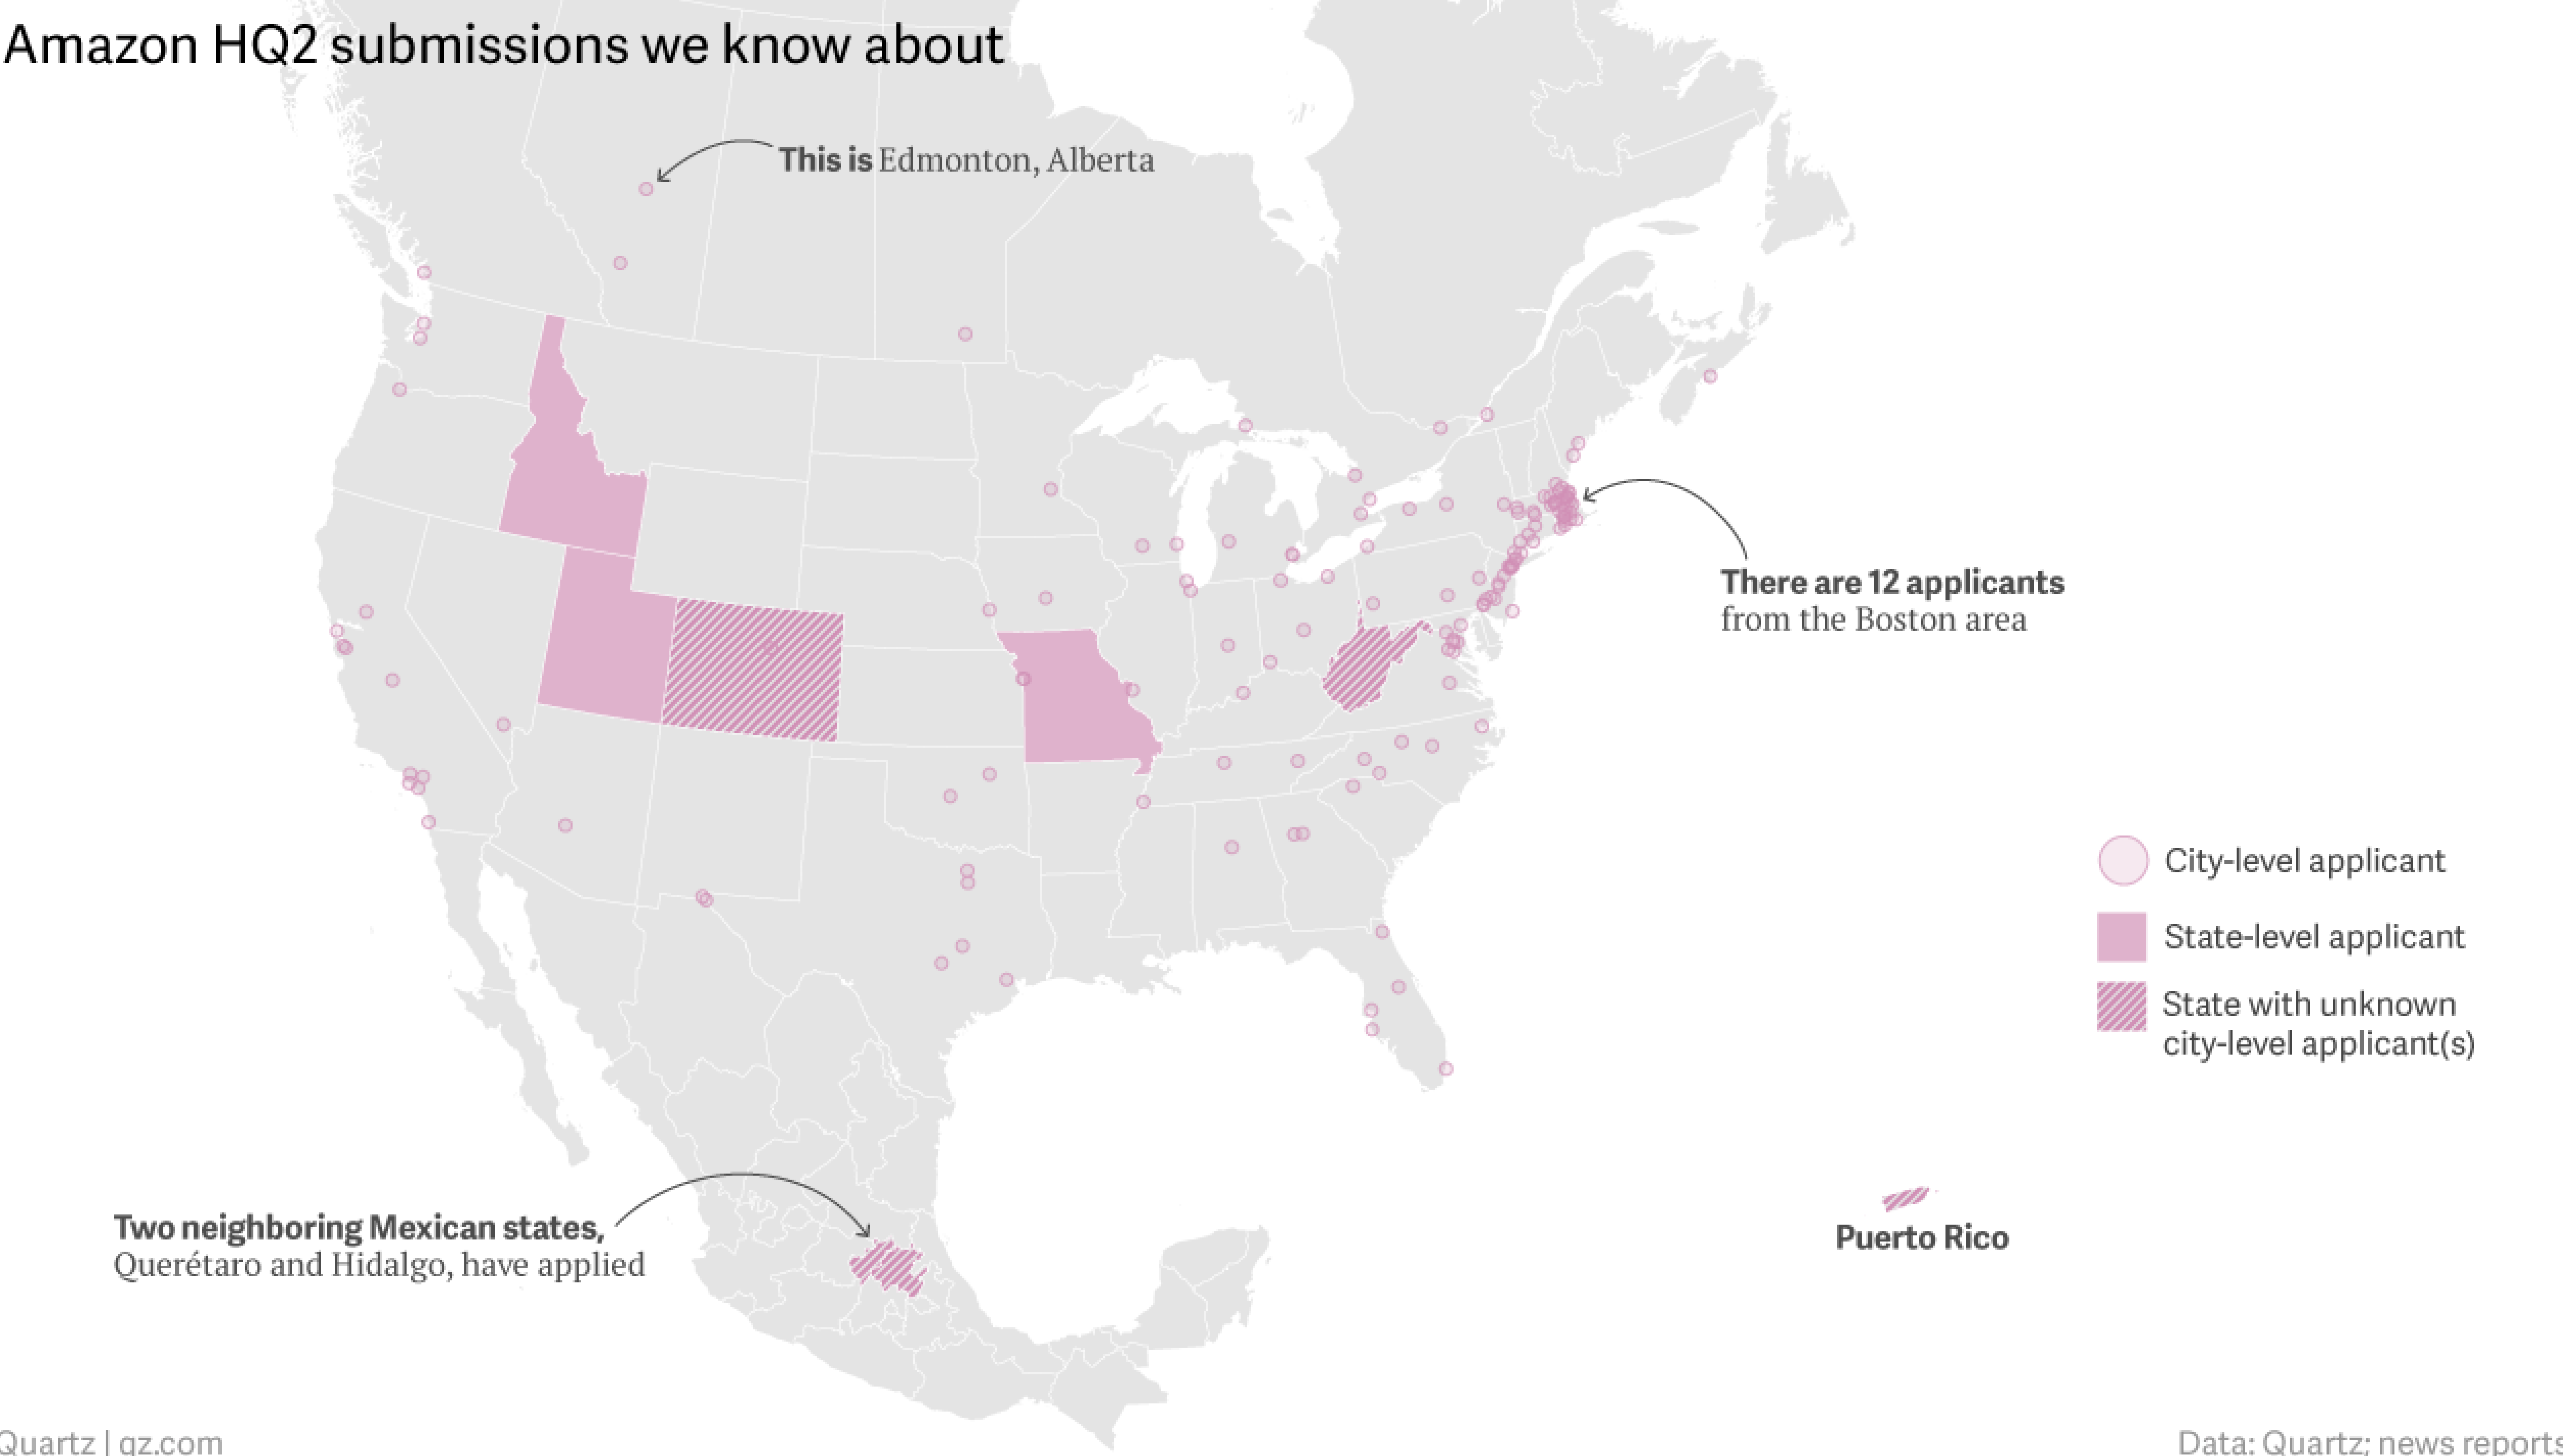 Amazon HQ2 submissions we know about
This is Edmonton, Alberta
There are 12 applicants
from the Boston area
City-level applicant
State-level applicant
State with unknown
city-level applicant(s)
Two neighboring Mexican states,
Querétaro and Hidalgo, have applied
Puerto Rico
Quartz | qz.com
Data: Quartz; news reports